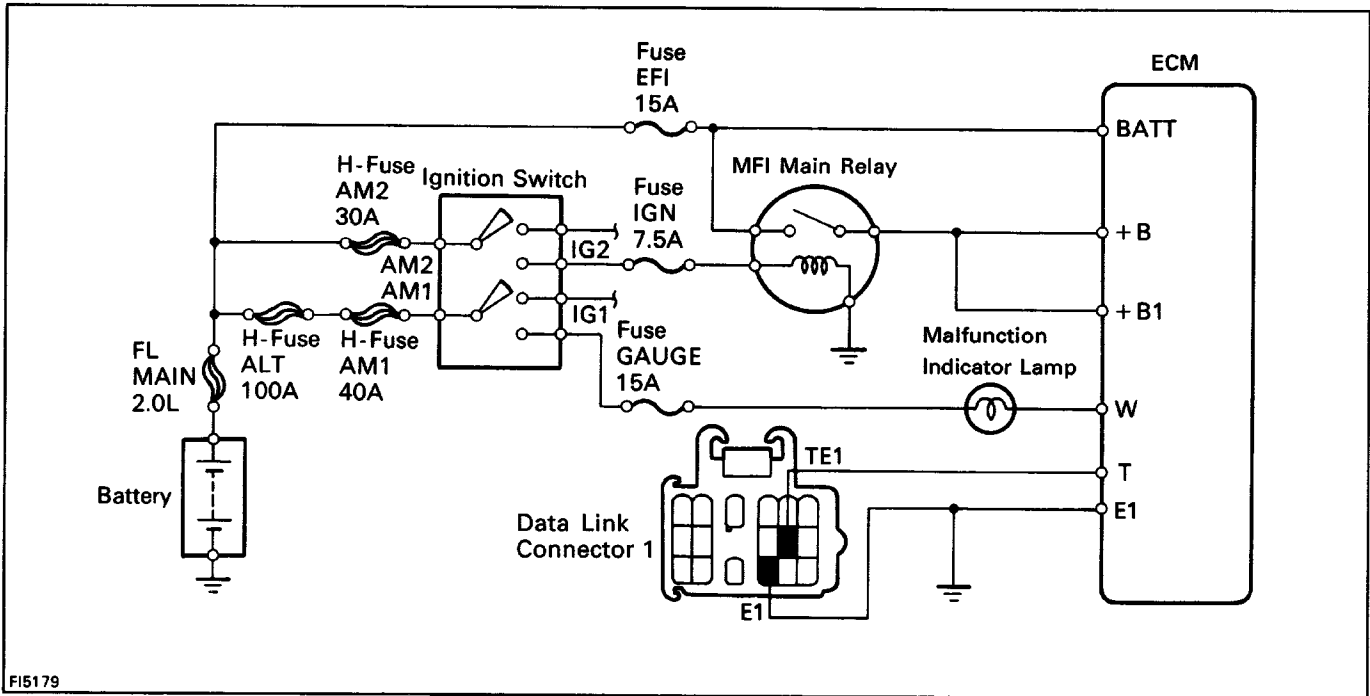 Fuse
EFI
15A
ECM
BATT
H-Fuse
AM2
30A
Ignition Switch
Fuse
IGN
7.5A
MFI Main Relay
+B
IG2
AM2
AM1
+B1
IG1
FL
MAIN
2.0L
H-Fuse
ALT
100A
H-Fuse
AM1
40A
Fuse
GAUGE
15A
Malfunction
Indicator Lamp
W
TE1
T
Battery
Data Link
Connector 1
E1
E1
FI5179